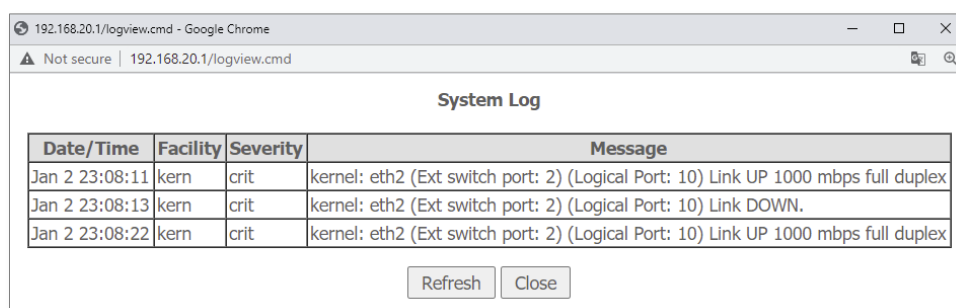 192.168.20.1/logview.cmd - Google Chrome
Not secure | 192.168.20.1/logview.cmd
System Log
Date/Time Facility Severity Message
Jan 2 23:08:11 kern crit kernel: eth2 (Ext switch port: 2) (Logical Port: 10) Link UP 1000 mbps full duplex
Jan 2 23:08:13 kern crit kernel: eth2 (Ext switch port: 2) (Logical Port: 10) Link DOWN.
Jan 2 23:08:22 kern crit kernel: eth2 (Ext switch port: 2) (Logical Port: 10) Link UP 1000 mbps full duplex
Refresh Close